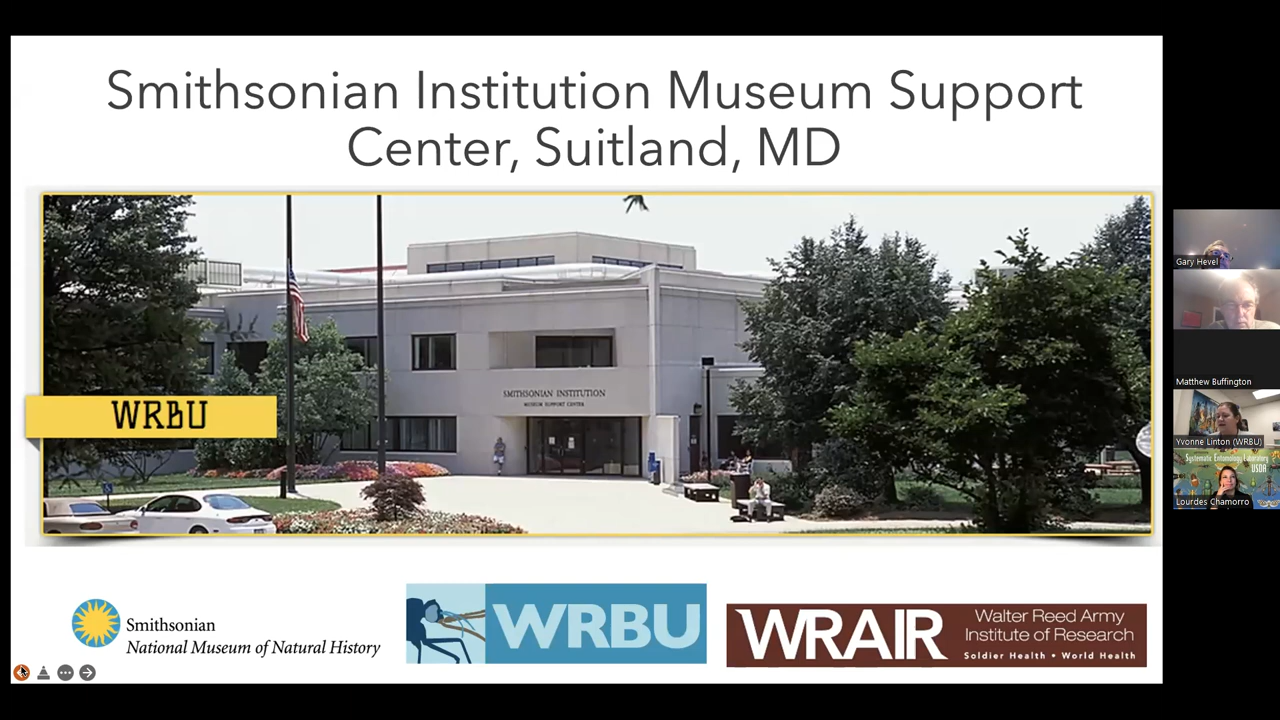 Smithsonian Institution Museum Support
Center, Suitland, MD
SMITHSONIAN INSTITUTION
MUSEUM SUPPORT CENTER
WRBU
Smithsonian
National Museum of Natural History
WRBU
WRAIR
Walter Reed Army
Institute of Research
Soldier Health • World Health
Gary Hevel
Matthew Buffington
Yvonne Linton (WRBU)
Systematic Entomology Laboratory
USDA
Lourdes Chamorro